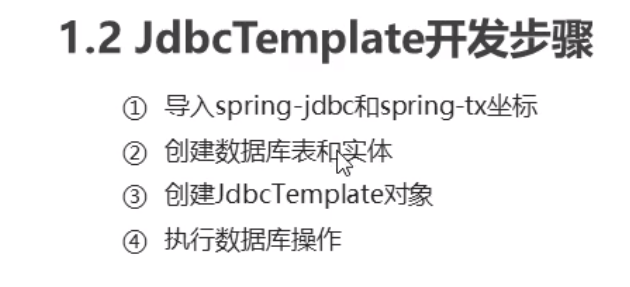 1.2 JdbcTemplate开发步骤
① 导入spring-jdbc和spring-tx坐标
② 创建数据库表和实体
③ 创建JdbcTemplate对象
④ 执行数据库操作